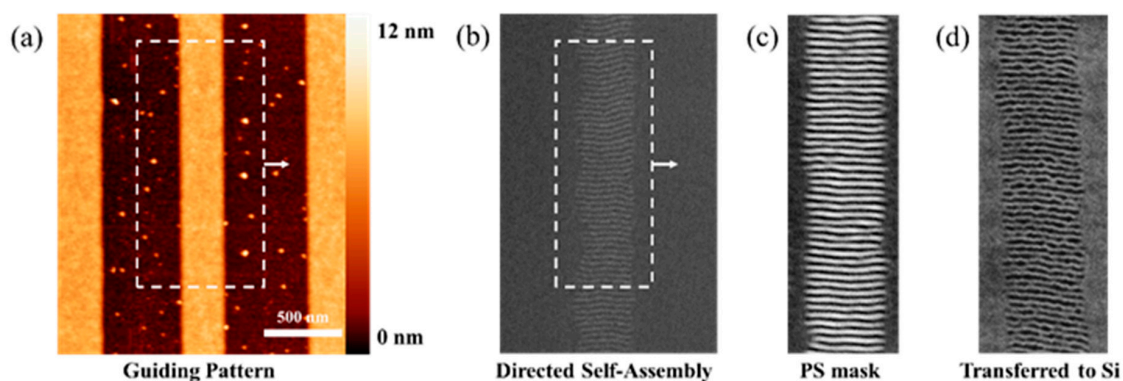 (a)
12 nm
500 nm
0 nm
Guiding Pattern
(b)
Directed Self-Assembly
(c)
PS mask
(d)
Transferred to Si